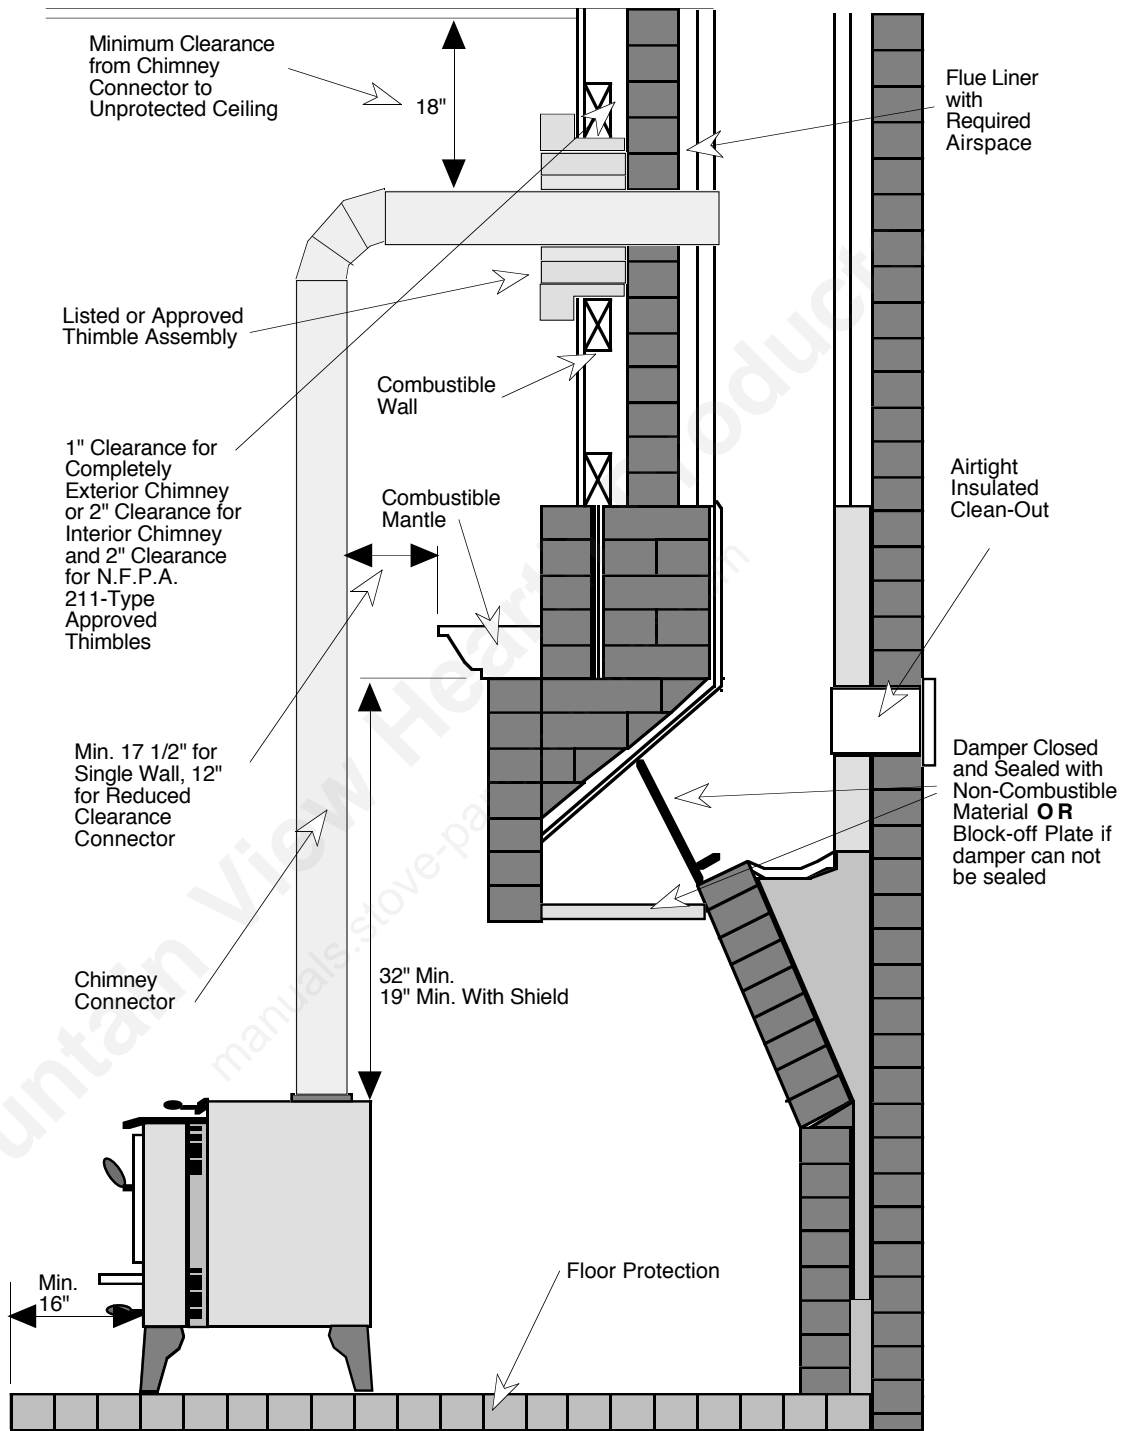 Minimum Clearance
from Chimney
Connector to
Unprotected Ceiling
18"
Flue Liner
with
Required
Airspace
Listed or Approved
Thimble Assembly
Combustible
Wall
1" Clearance for
Completely
Exterior Chimney
or 2" Clearance for
Interior Chimney
and 2" Clearance
for N.F.P.A.
211-Type
Approved
Thimbles
Combustible
Mantle
Airtight
Insulated
Clean-Out
Min. 17 1/2" for
Single Wall, 12"
for Reduced
Clearance
Connector
Damper Closed
and Sealed with
Non-Combustible
Material OR
Block-off Plate if
damper can not
be sealed
Chimney
Connector
32" Min.
19" Min. With Shield
Min.
16"
Floor Protection